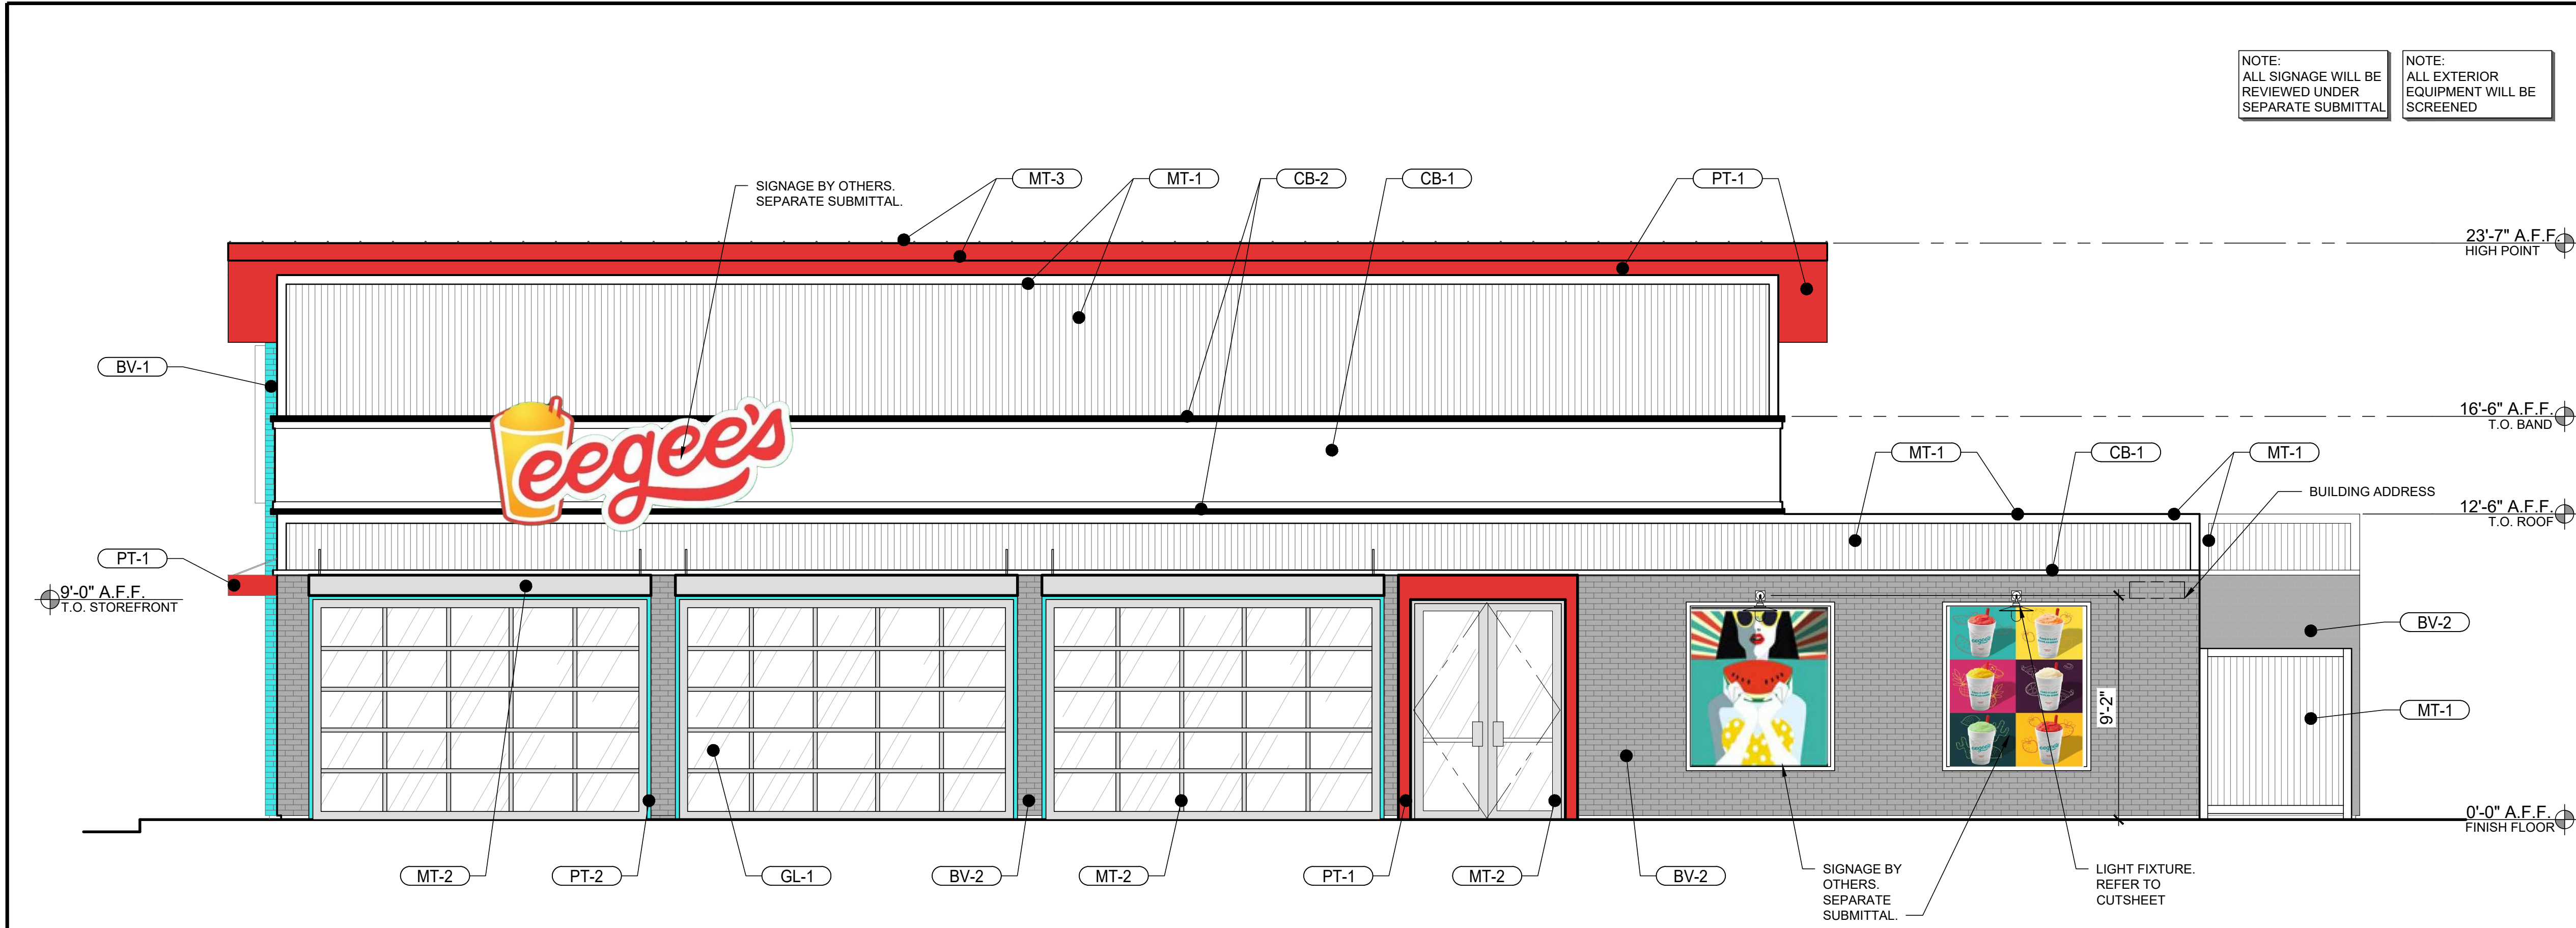 NOTE:
ALL SIGNAGE WILL BE
REVIEWED UNDER
SEPARATE SUBMITTAL
NOTE:
ALL EXTERIOR
EQUIPMENT WILL BE
SCREENED
SIGNAGE BY OTHERS.
SEPARATE SUBMITTAL.
MT-3
MT-1
CB-2
CB-1
PT-1
23'-7" A.F.F.
HIGH POINT
BV-1
eegee's
16'-6" A.F.F.
T.O. BAND
MT-1
CB-1
MT-1
BUILDING ADDRESS
12'-6" A.F.F.
T.O. ROOF
PT-1
9'-0" A.F.F.
T.O. STOREFRONT
BV-2
9'-2"
MT-1
0'-0" A.F.F.
FINISH FLOOR
MT-2
PT-2
GL-1
BV-2
MT-2
PT-1
MT-2
BV-2
SIGNAGE BY
OTHERS.
SEPARATE
SUBMITTAL.
LIGHT FIXTURE.
REFER TO
CUTSHEET